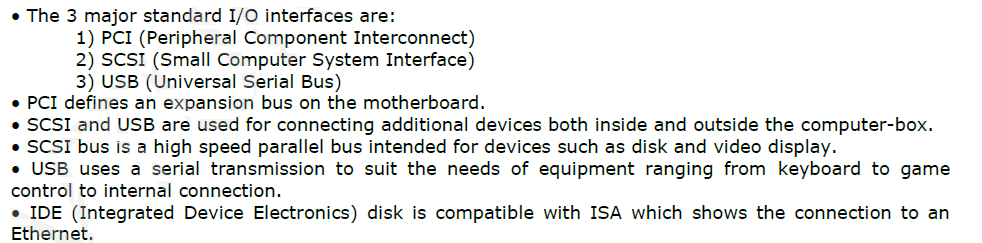 • The 3 major standard I/O interfaces are:
1) PCI (Peripheral Component Interconnect)
2) SCSI (Small Computer System Interface)
3) USB (Universal Serial Bus)
• PCI defines an expansion bus on the motherboard.
• SCSI and USB are used for connecting additional devices both inside and outside the computer-box.
• SCSI bus is a high speed parallel bus intended for devices such as disk and video display.
• USB uses a serial transmission to suit the needs of equipment ranging from keyboard to game
control to internal connection.
• IDE (Integrated Device Electronics) disk is compatible with ISA which shows the connection to an
Ethernet.